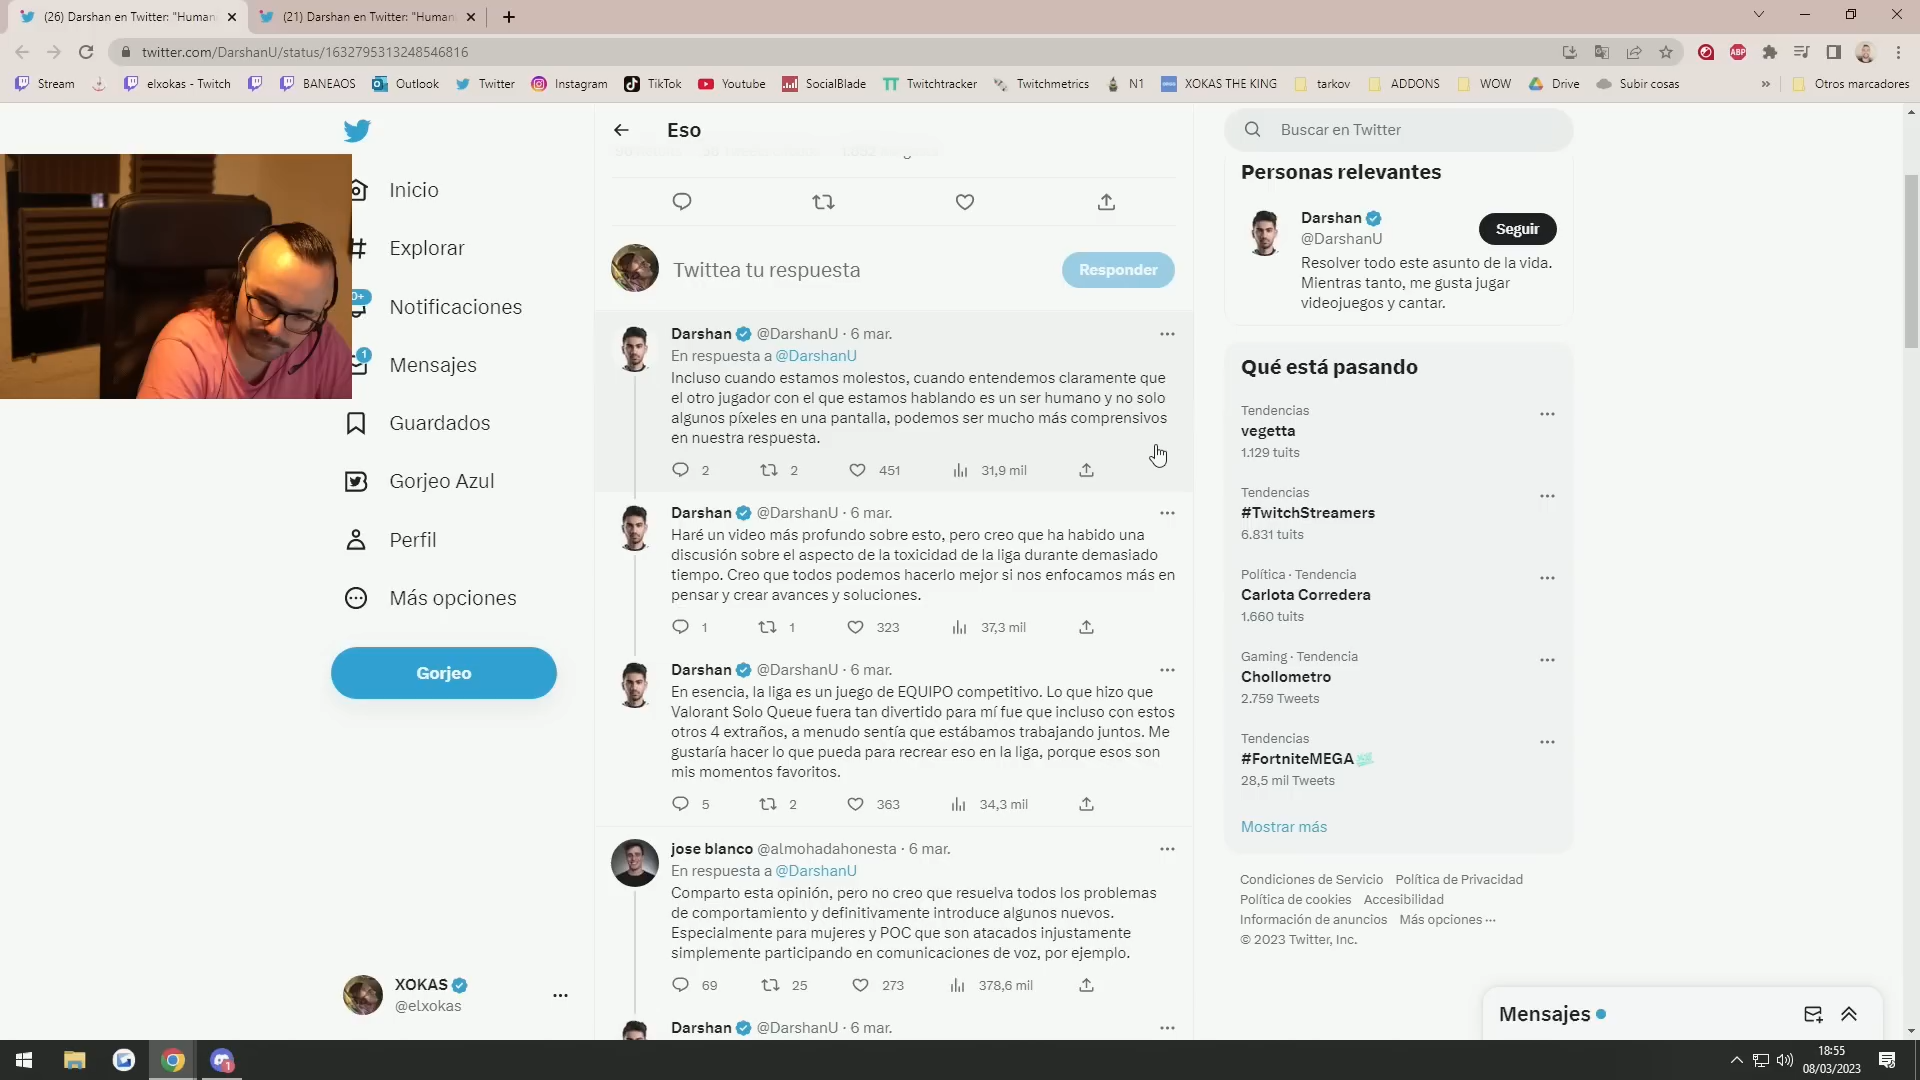 (26) Darshan en Twitter: "Human
(21) Darshan en Twitter: "Human
twitter.com/DarshanU/status/1632795313248546816
Stream
elxokas - Twitch
BANEAOS
Outlook
Twitter
Instagram
TikTok
Youtube
SocialBlade
Twitchtracker
Twitchmetrics
N1
XOKAS THE KING
tarkov
ADDONS
WOW
Drive
Subir cosas
»
Otros marcadores
ABP
Inicio
Explorar
Notificaciones
Mensajes
1
Guardados
Gorjeo Azul
Perfil
Más opciones
Gorjeo
XOKAS
@elxokas
Eso
Twittea tu respuesta
Responder
Darshan @DarshanU · 6 mar.
En respuesta a @DarshanU
Incluso cuando estamos molestos, cuando entendemos claramente que
el otro jugador con el que estamos hablando es un ser humano y no solo
algunos píxeles en una pantalla, podemos ser mucho más comprensivos
en nuestra respuesta.
2 2 451 31,9 mil
Darshan @DarshanU · 6 mar.
Haré un video más profundo sobre esto, pero creo que ha habido una
discusión sobre el aspecto de la toxicidad de la liga durante demasiado
tiempo. Creo que todos podemos hacerlo mejor si nos enfocamos más en
pensar y crear avances y soluciones.
1 1 323 37,3 mil
Darshan @DarshanU · 6 mar.
En esencia, la liga es un juego de EQUIPO competitivo. Lo que hizo que
Valorant Solo Queue fuera tan divertido para mí fue que incluso con estos
otros 4 extraños, a menudo sentía que estábamos trabajando juntos. Me
gustaría hacer lo que pueda para recrear eso en la liga, porque esos son
mis momentos favoritos.
5 2 363 34,3 mil
jose blanco @almohadahonesta · 6 mar.
En respuesta a @DarshanU
Comparto esta opinión, pero no creo que resuelva todos los problemas
de comportamiento y definitivamente introduce algunos nuevos.
Especialmente para mujeres y POC que son atacados injustamente
simplemente participando en comunicaciones de voz, por ejemplo.
69 25 273 378,6 mil
Darshan @DarshanU · 6 mar.
Buscar en Twitter
Personas relevantes
Darshan
@DarshanU
Seguir
Resolver todo este asunto de la vida.
Mientras tanto, me gusta jugar
videojuegos y cantar.
Qué está pasando
Tendencias
vegetta
1.129 tuits
Tendencias
#TwitchStreamers
6.831 tuits
Política · Tendencia
Carlota Corredera
1.660 tuits
Gaming · Tendencia
Chollometro
2.759 Tweets
Tendencias
#FortniteMEGA
28,5 mil Tweets
Mostrar más
Condiciones de Servicio Política de Privacidad
Política de cookies Accesibilidad
Información de anuncios Más opciones ···
© 2023 Twitter, Inc.
Mensajes
1
18:55
08/03/2023